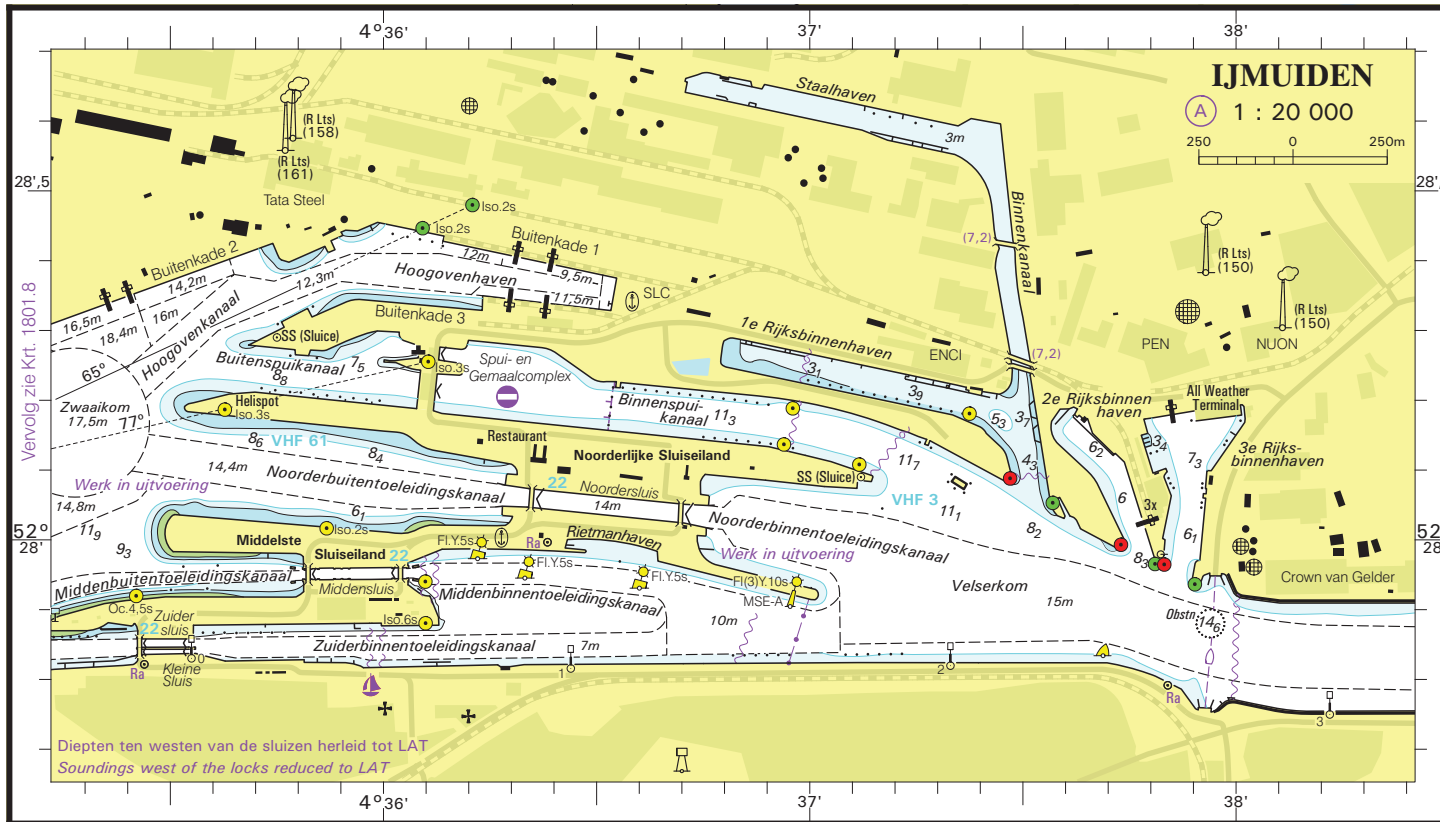 4° 36'
37'
38'
IJMUIDEN
A
1 : 20 000
250
0
250m
28',5
28',
52°
28'
52
28
Vervolg zie Krt. 1801.8
(R Lts)
(158)
(R Lts)
(161)
Tata Steel
Iso.2s
Iso.2s
Staalhaven
3m
Binnenkanaal
(7,2)
(R Lts)
(150)
(R Lts)
(150)
Buitenkade 2
Buitenkade 1
14,2m
12,3m
12m
9,5m
Hoogovenhaven
11,5m
SLC
16,5m
18,4m
16m
Hoogovenkanaal
Buitenkade 3
SS (Sluice)
65°
Buitenspuikanaal
7₅
8₈
Iso.3s
Spui- en
Gemaalcomplex
1e Rijksbinnenhaven
ENCI
(7,2)
PEN
NUON
3₁
3₉
Zwaaikom
17,5m
77°
Helispot
Iso.3s
Binnenspui-
kanaal
11₃
5₃
3₇
2e Rijksbinnen
haven
All Weather
Terminal
3₄
7₃
3e Rijks-
binnenhaven
8₆
VHF 61
8₄
Restaurant
Noorderlijke Sluiseiland
4₃
6₂
11₇
14,4m
Noorderbuitentoeleidingskanaal
22
Noordersluis
SS (Sluice)
VHF 3
Werk in uitvoering
14,8m
14m
11₁
6
3x
6₁
11₉
9₃
Iso.2s
Noorderbinnentoeleidingskanaal
8₂
Middelste
Sluiseiland
22
Fl.Y.5s
Ra
Rietmanhaven
Werk in uitvoering
6₁
Fl.Y.5s
Fl.Y.5s
Fl(3)Y.10s
MSE-A
8₃
Velserkom
15m
Crown van Gelder
Middenbuitentoeleidingskanaal
Middensluis
Middenbinnentoeleidingskanaal
Oc.4,5s
Zuider
sluis
22
Iso.6s
10m
Obstn
14₆
0
Zuiderbinnentoeleidingskanaal
7m
Ra
Kleine
Sluis
1
2
Ra
3
Diepten ten westen van de sluizen herleid tot LAT
Soundings west of the locks reduced to LAT
4° 36'
37'
38'